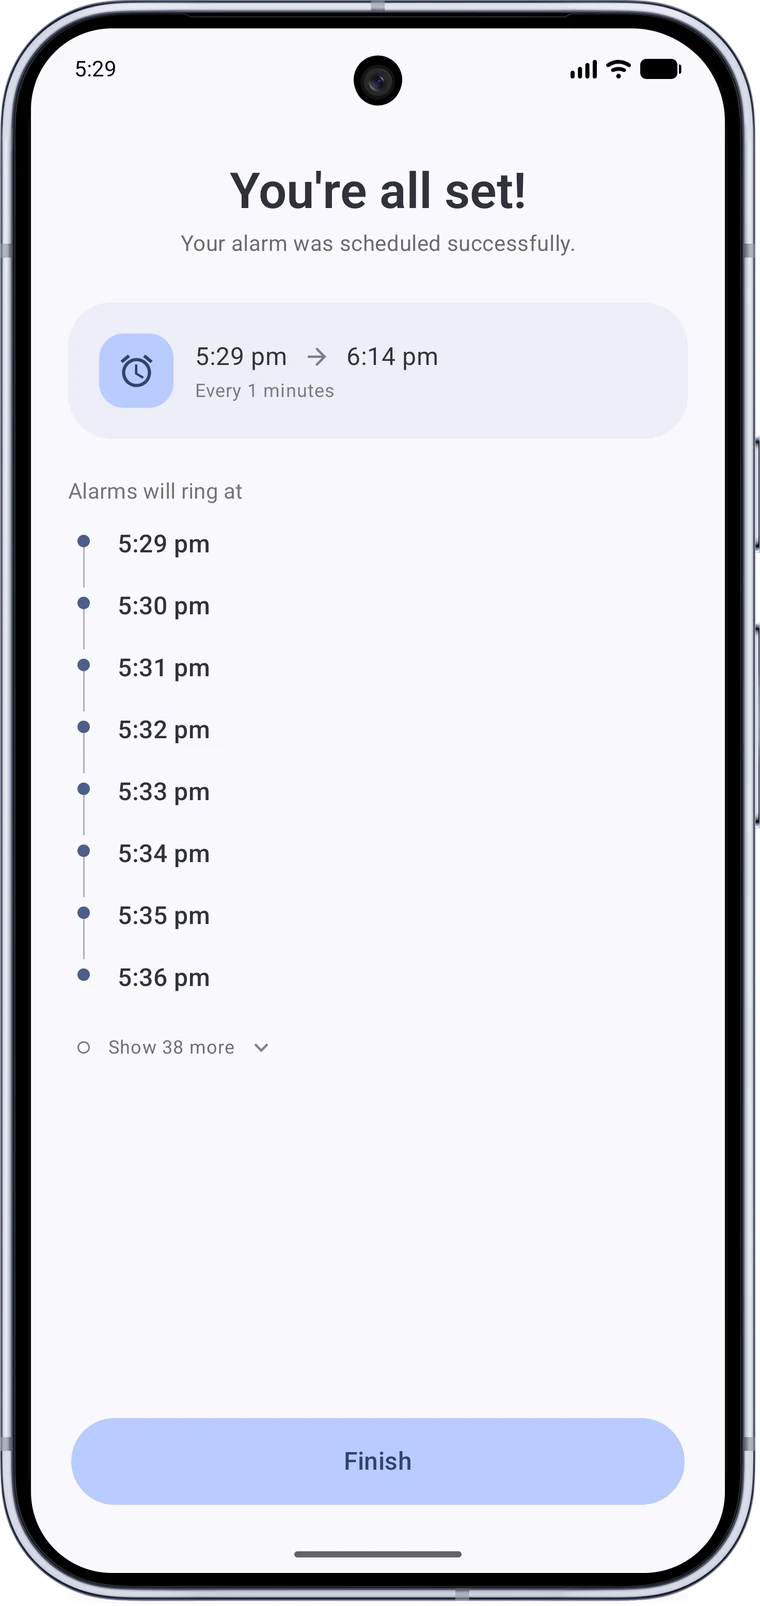 5:29
You're all set!
Your alarm was scheduled successfully.
5:29 pm → 6:14 pm
Every 1 minutes
Alarms will ring at
5:29 pm
5:30 pm
5:31 pm
5:32 pm
5:33 pm
5:34 pm
5:35 pm
5:36 pm
Show 38 more
Finish